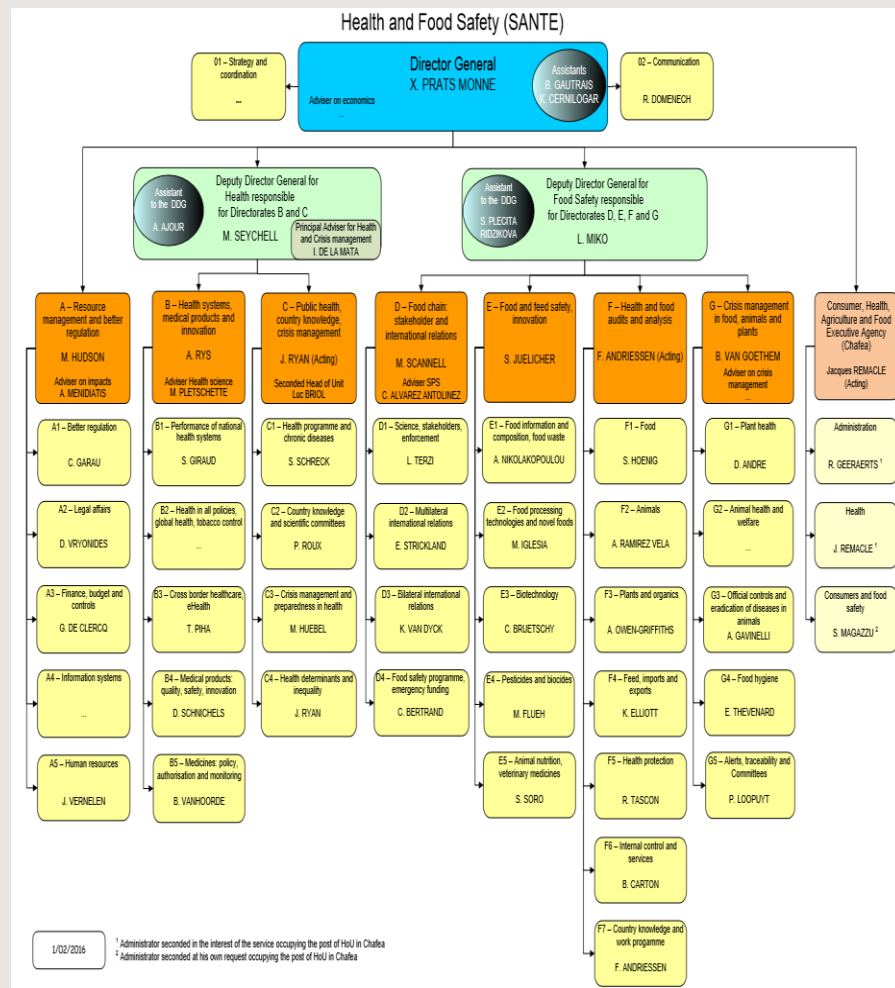 Health and Food Safety (SANTE)
01 – Strategy and
coordination
...
Director General
X. PRATS MONNE
Adviser on economics
...
Assistants
B. GAUTRAIS
K. CERNILOGAR
02 – Communication
R. DOMENECH
Assistant
to the DDG
A. AJOUR
Deputy Director General for
Health responsible
for Directorates B and C
M. SEYCHELL
Principal Adviser for Health
and Crisis management
I. DE LA MATA
Assistant
to the DDG
S. PLECITA
RIDZIKOVA
Deputy Director General for
Food Safety responsible
for Directorates D, E, F and G
L. MIKO
A – Resource
management and better
regulation
M. HUDSON
Adviser on impacts
A. MENIDIATIS
B – Health systems,
medical products and
innovation
A. RYS
Adviser Health science
M. PLETSCHETTE
C – Public health,
country knowledge,
crisis management
J. RYAN (Acting)
Seconded Head of Unit
Luc BRIOL
D – Food chain:
stakeholder and
international relations
M. SCANNELL
Adviser SPS
C. ALVAREZ ANTOLINEZ
E – Food and feed safety,
innovation
S. JUELICHER
F – Health and food
audits and analysis
F. ANDRIESSEN (Acting)
G – Crisis management
in food, animals and
plants
B. VAN GOETHEM
Adviser on crisis
management
...
Consumer, Health,
Agriculture and Food
Executive Agency
(Chafea)
Jacques REMACLE
(Acting)
A1 – Better regulation
C. GARAU
B1 – Performance of national
health systems
S. GIRAUD
C1 – Health programme and
chronic diseases
S. SCHRECK
D1 – Science, stakeholders,
enforcement
L. TERZI
E1 – Food information and
composition, food waste
A. NIKOLAKOPOULOU
F1 – Food
S. HOENIG
G1 – Plant health
D. ANDRE
Administration
R. GEERAERTS ¹
A2 – Legal affairs
D. VRYONIDES
B2 – Health in all policies,
global health, tobacco control
...
C2 – Country knowledge
and scientific committees
P. ROUX
D2 – Multilateral
international relations
E. STRICKLAND
E2 – Food processing
technologies and novel foods
M. IGLESIA
F2 – Animals
A. RAMIREZ VELA
G2 – Animal health and
welfare
...
Health
J. REMACLE ¹
A3 – Finance, budget and
controls
G. DE CLERCQ
B3 – Cross border healthcare,
eHealth
T. PIHA
C3 – Crisis management and
preparedness in health
M. HUEBEL
D3 – Bilateral international
relations
K. VAN DYCK
E3 – Biotechnology
C. BRUETSCHY
F3 – Plants and organics
A. OWEN-GRIFFITHS
G3 – Official controls and
eradication of diseases in
animals
A. GAVINELLI
Consumers and food
safety
S. MAGAZZU ²
A4 – Information systems
...
B4 – Medical products:
quality, safety, innovation
D. SCHNICHELS
C4 – Health determinants and
inequality
J. RYAN
D4 – Food safety programme,
emergency funding
C. BERTRAND
E4 – Pesticides and biocides
M. FLUEH
F4 – Feed, imports and
exports
K. ELLIOTT
G4 – Food hygiene
E. THEVENARD
A5 – Human resources
J. VERNELEN
B5 – Medicines: policy,
authorisation and monitoring
B. VANHOORDE
E5 – Animal nutrition,
veterinary medicines
S. SORO
F5 – Health protection
R. TASCON
G5 – Alerts, traceability and
Committees
P. LOOPUYT
F6 – Internal control and
services
B. CARTON
F7 – Country knowledge and
work progamme
F. ANDRIESSEN
1/02/2016
¹ Administrator seconded in the interest of the service occupying the post of HoU in Chafea
² Administrator seconded at his own request occupying the post of HoU in Chafea